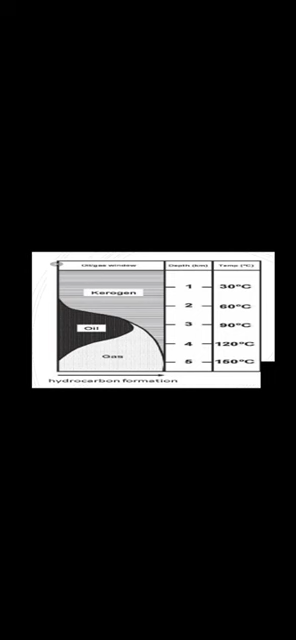 Oil/gas window Depth (km) Temp (°C)
Kerogen
1 30°C
2 60°C
Oil
3 90°C
4 120°C
Gas
5 150°C
hydrocarbon formation